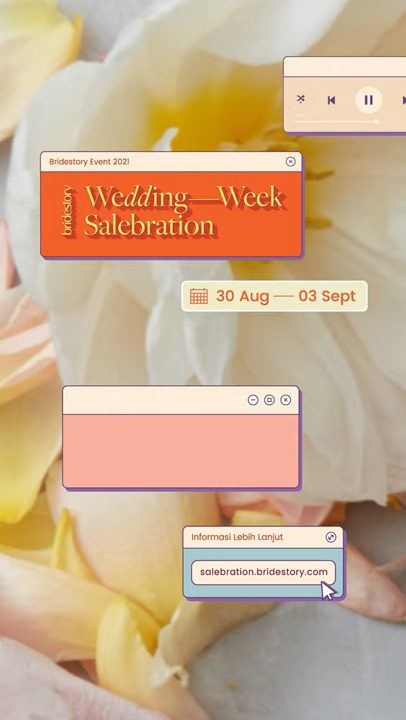 Bridestory Event 2021
bridestory
Wedding—Week
Salebration
30 Aug — 03 Sept
Informasi Lebih Lanjut
salebration.bridestory.com